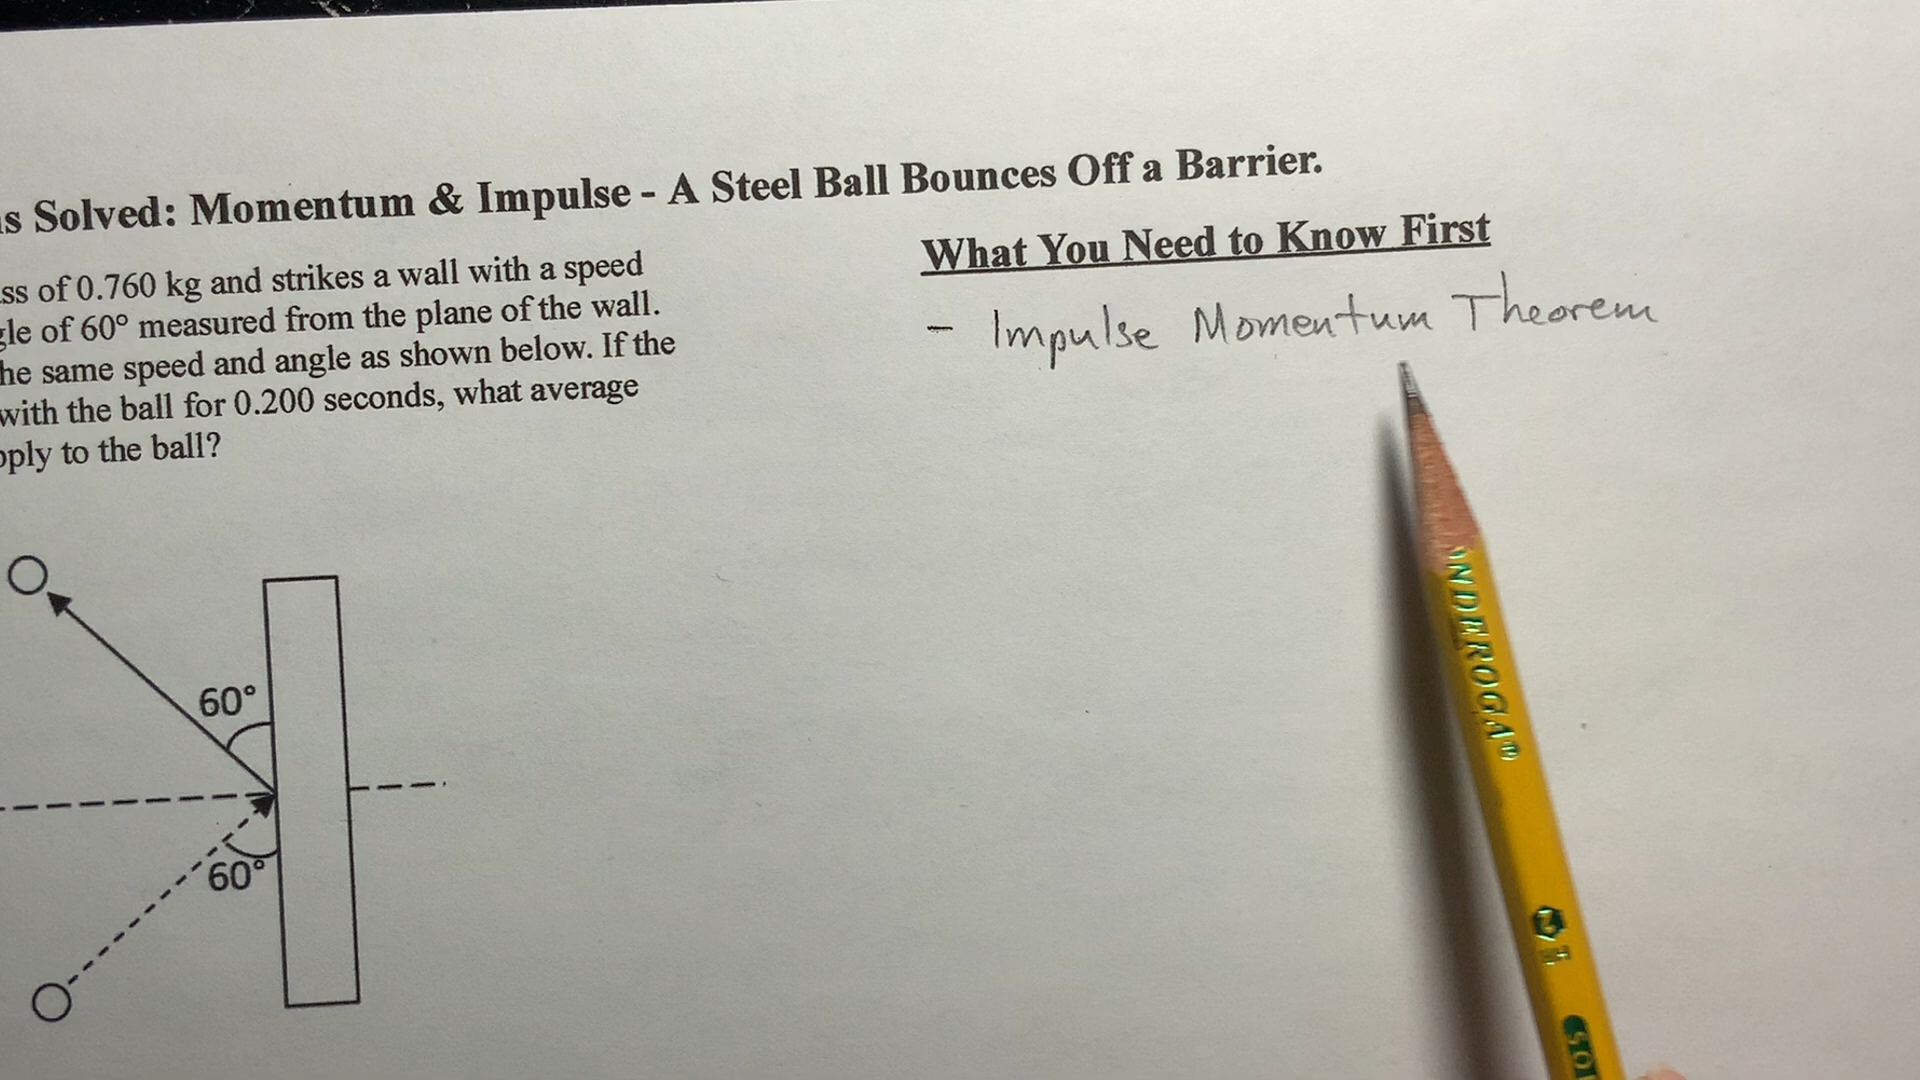 s Solved: Momentum & Impulse - A Steel Ball Bounces Off a Barrier.
ss of 0.760 kg and strikes a wall with a speed
gle of 60° measured from the plane of the wall.
he same speed and angle as shown below. If the
with the ball for 0.200 seconds, what average
pply to the ball?
What You Need to Know First
- Impulse Momentum Theorem
60°
60°
NDEROGA®
2